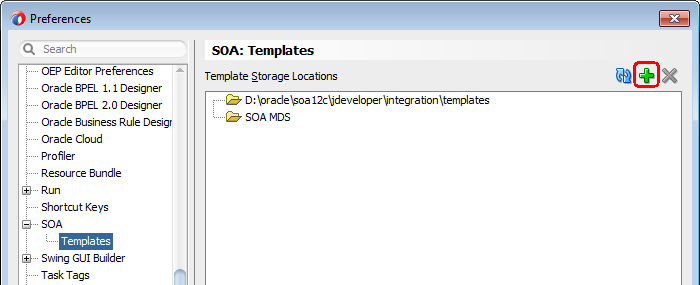 Preferences
Search
OEP Editor Preferences
Oracle BPEL 1.1 Designer
Oracle BPEL 2.0 Designer
Oracle Business Rule Design
Oracle Cloud
Profiler
Resource Bundle
Run
Shortcut Keys
SOA
Templates
Swing GUI Builder
Task Tags
SOA: Templates
Template Storage Locations
D:\oracle\soa12c\jdeveloper\integration\templates
SOA MDS